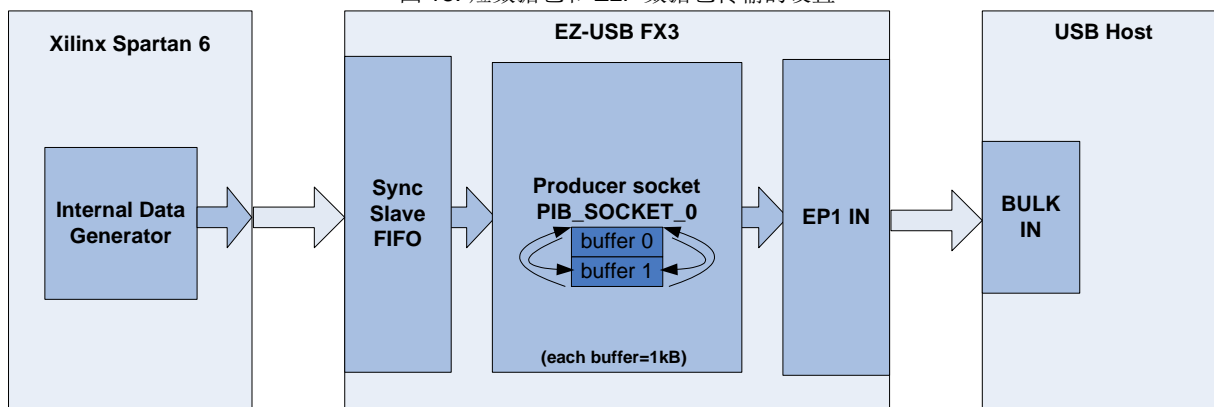 Xilinx Spartan 6
EZ-USB FX3
USB Host
Internal Data
Generator
Sync
Slave
FIFO
Producer socket
PIB_SOCKET_0
buffer 0
buffer 1
(each buffer=1kB)
EP1 IN
BULK
IN